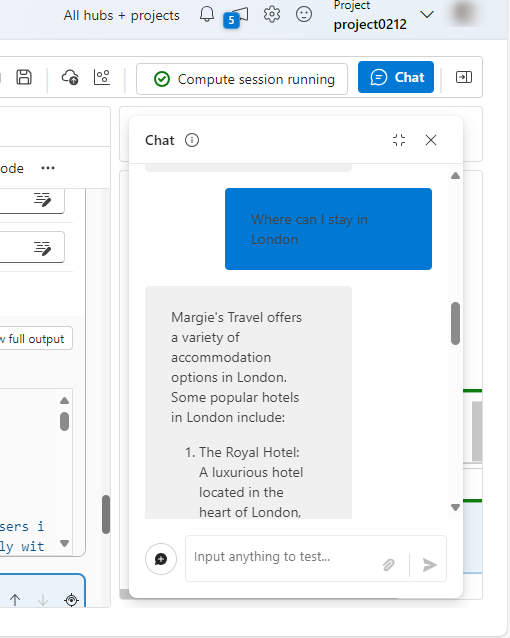 All hubs + projects
5
Project
project0212
Compute session running
Chat
ode
Chat
Where can I stay in
London
w full output
Margie's Travel offers
a variety of
accommodation
options in London.
Some popular hotels
in London include:
1. The Royal Hotel:
A luxurious hotel
located in the
heart of London,
sers i
ly wit
Input anything to test...